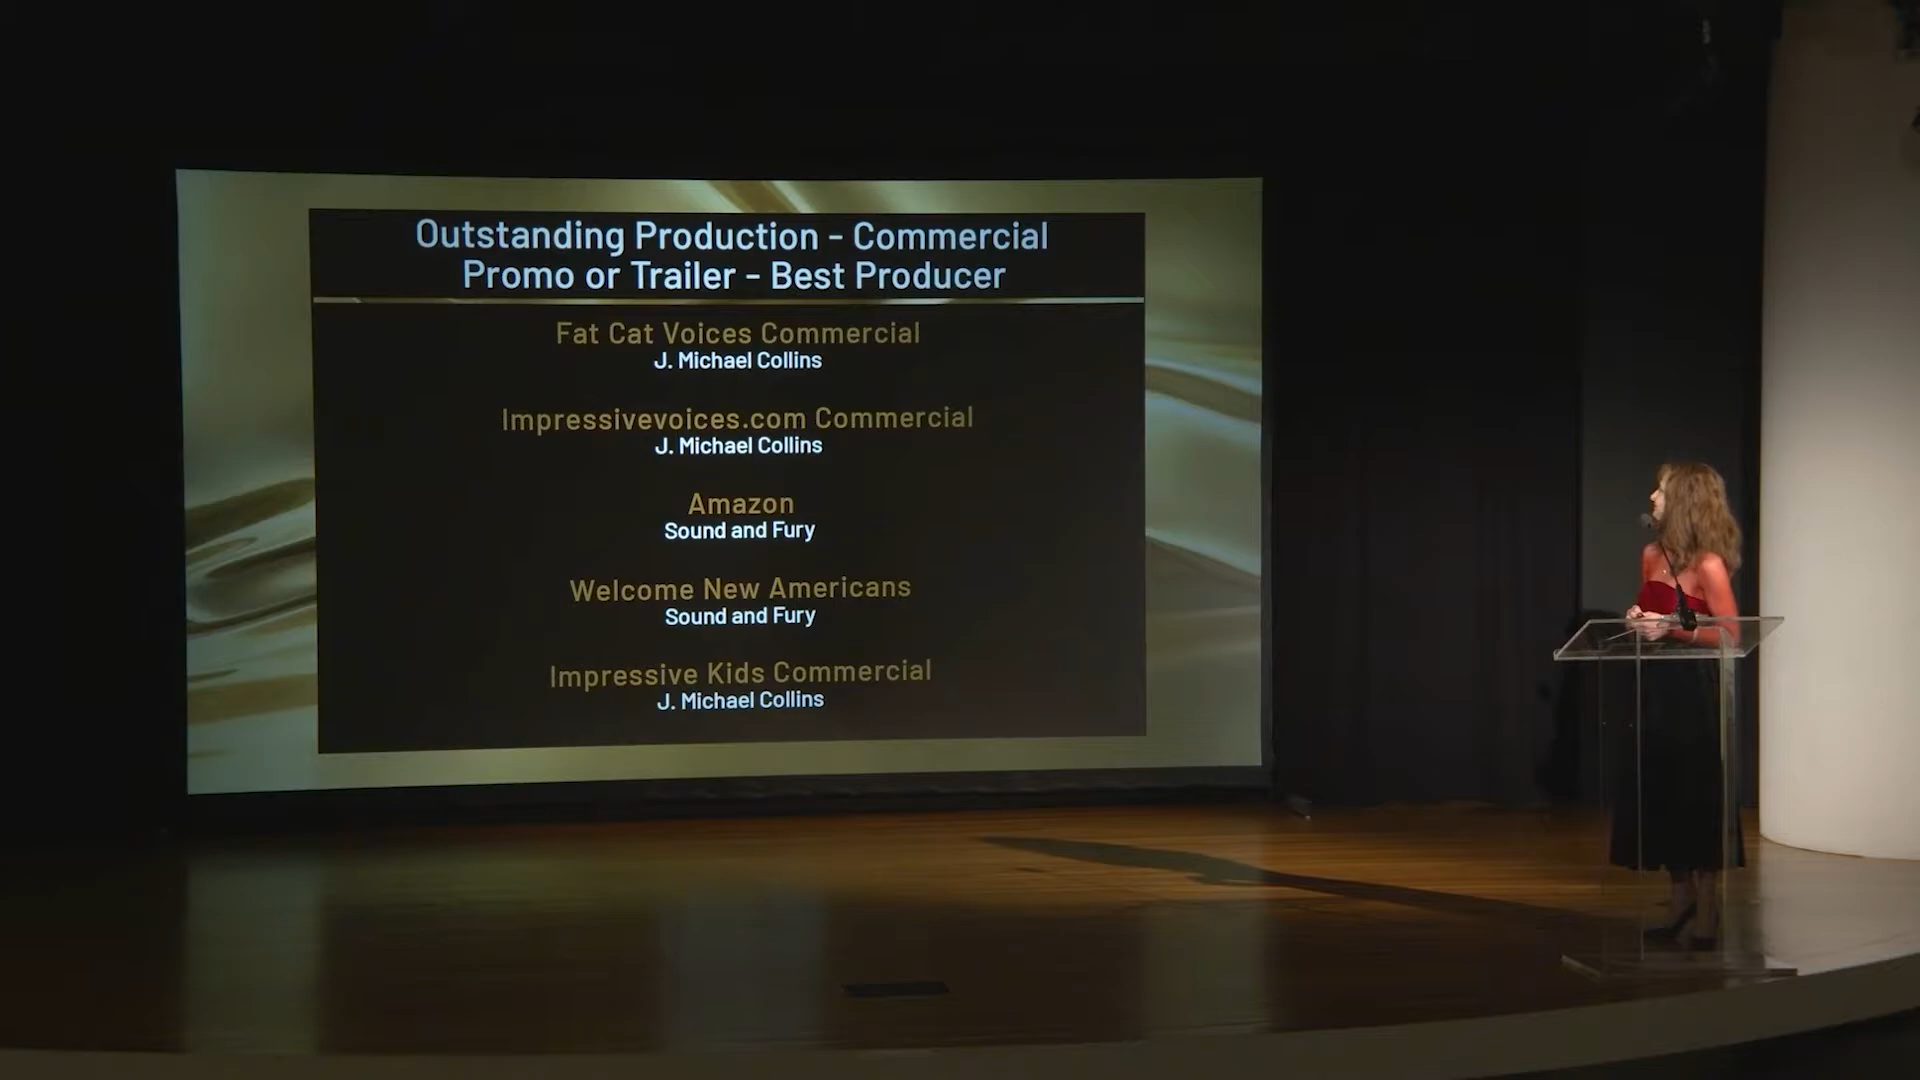 Outstanding Production - Commercial
Promo or Trailer - Best Producer
Fat Cat Voices Commercial
J. Michael Collins
Impressivevoices.com Commercial
J. Michael Collins
Amazon
Sound and Fury
Welcome New Americans
Sound and Fury
Impressive Kids Commercial
J. Michael Collins